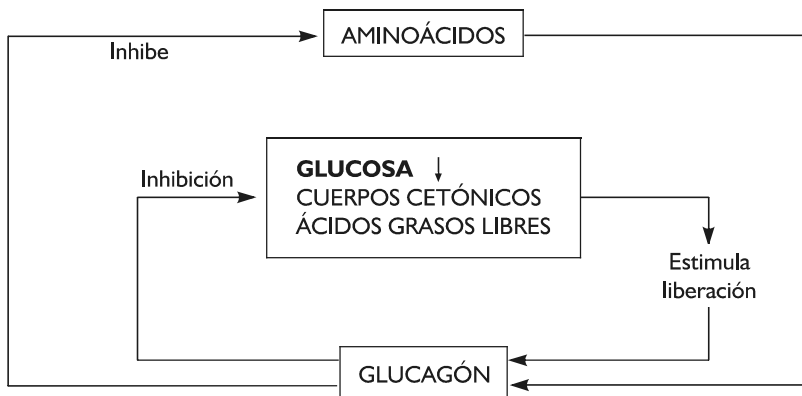 AMINOÁCIDOS
Inhibe
GLUCOSA ↓
CUERPOS CETÓNICOS
ÁCIDOS GRASOS LIBRES
Inhibición
Estimula
liberación
GLUCAGÓN